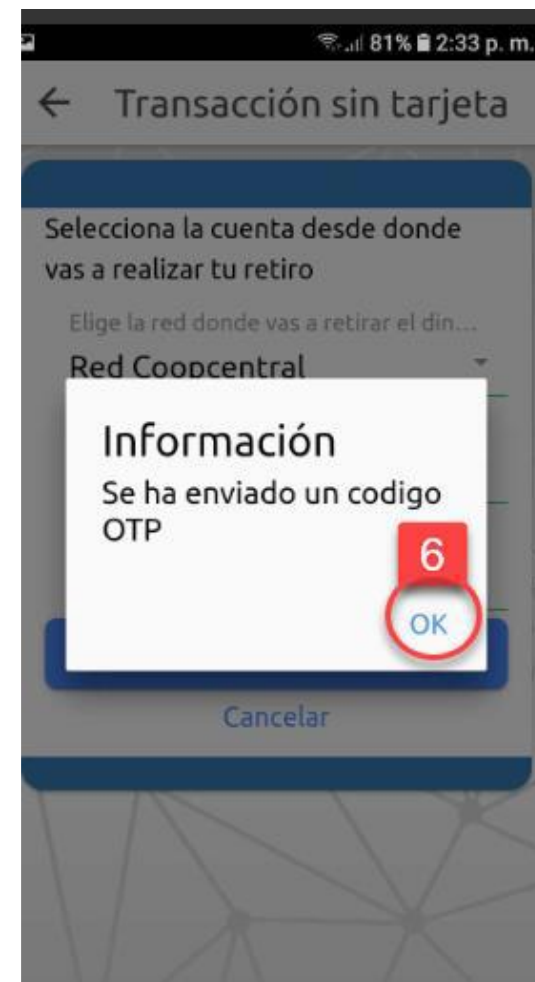 81% 2:33 p. m.
← Transacción sin tarjeta
Selecciona la cuenta desde donde
vas a realizar tu retiro
Elige la red donde vas a retirar el din...
Red Coopcentral
Información
Se ha enviado un codigo
OTP
6
OK
Cancelar